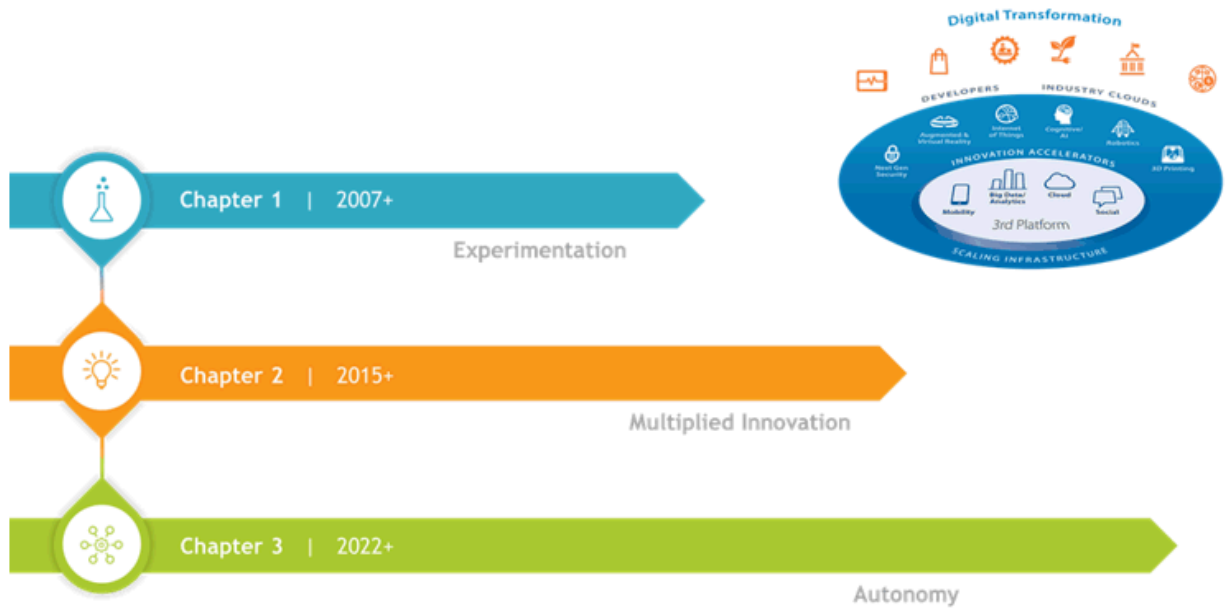 Digital Transformation
DEVELOPERS
INDUSTRY CLOUDS
Augmented &
Virtual Reality
Internet
of Things
Cognitive/
AI
Robotics
Next Gen
Security
3D Printing
INNOVATION ACCELERATORS
Mobility
Big Data/
Analytics
Cloud
Social
3rd Platform
SCALING INFRASTRUCTURE
Chapter 1 | 2007+
Experimentation
Chapter 2 | 2015+
Multiplied Innovation
Chapter 3 | 2022+
Autonomy